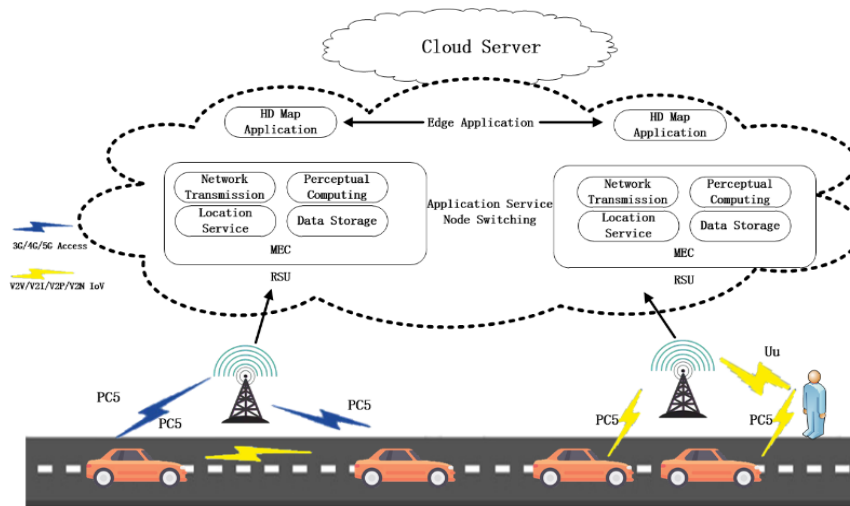 Cloud Server
HD Map
Application
Edge Application
HD Map
Application
Network
Transmission
Perceptual
Computing
Location
Service
Data Storage
MEC
RSU
Application Service
Node Switching
Network
Transmission
Perceptual
Computing
Location
Service
Data Storage
MEC
RSU
3G/4G/5G Access
V2V/V2I/V2P/V2N IoV
Uu
PC5
PC5
PC5
PC5
PC5